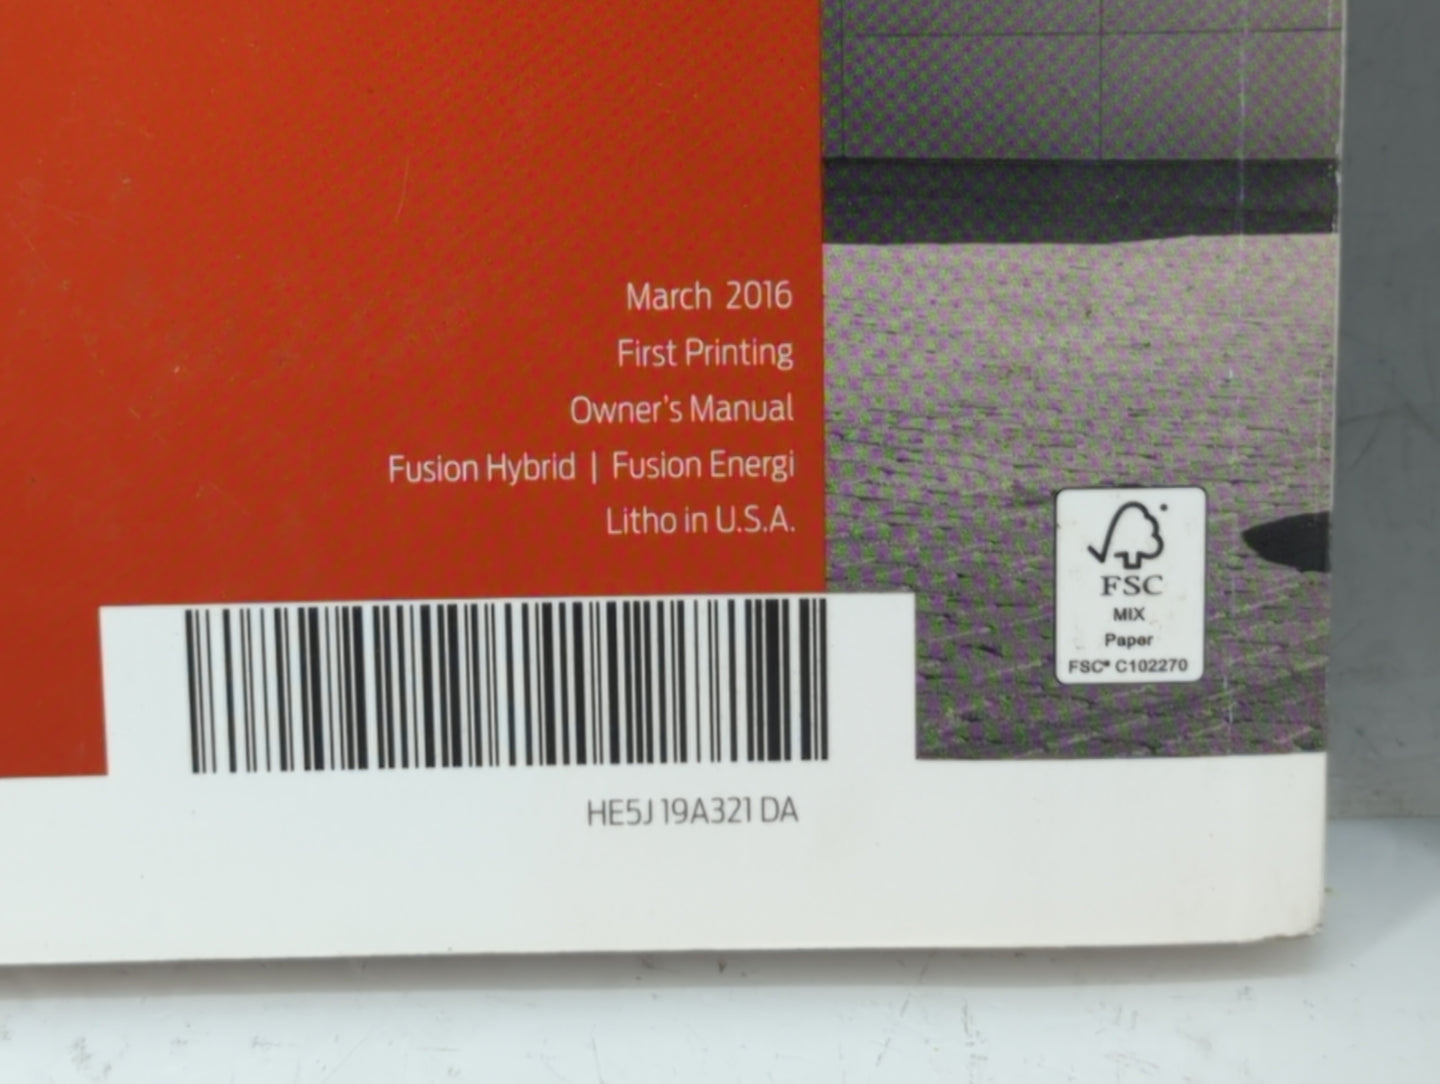 March 2016
First Printing
Owner's Manual
Fusion Hybrid | Fusion Energi
Litho in U.S.A.
FSC
MIX
Paper
FSC® C102270
HE5J 19A321 DA